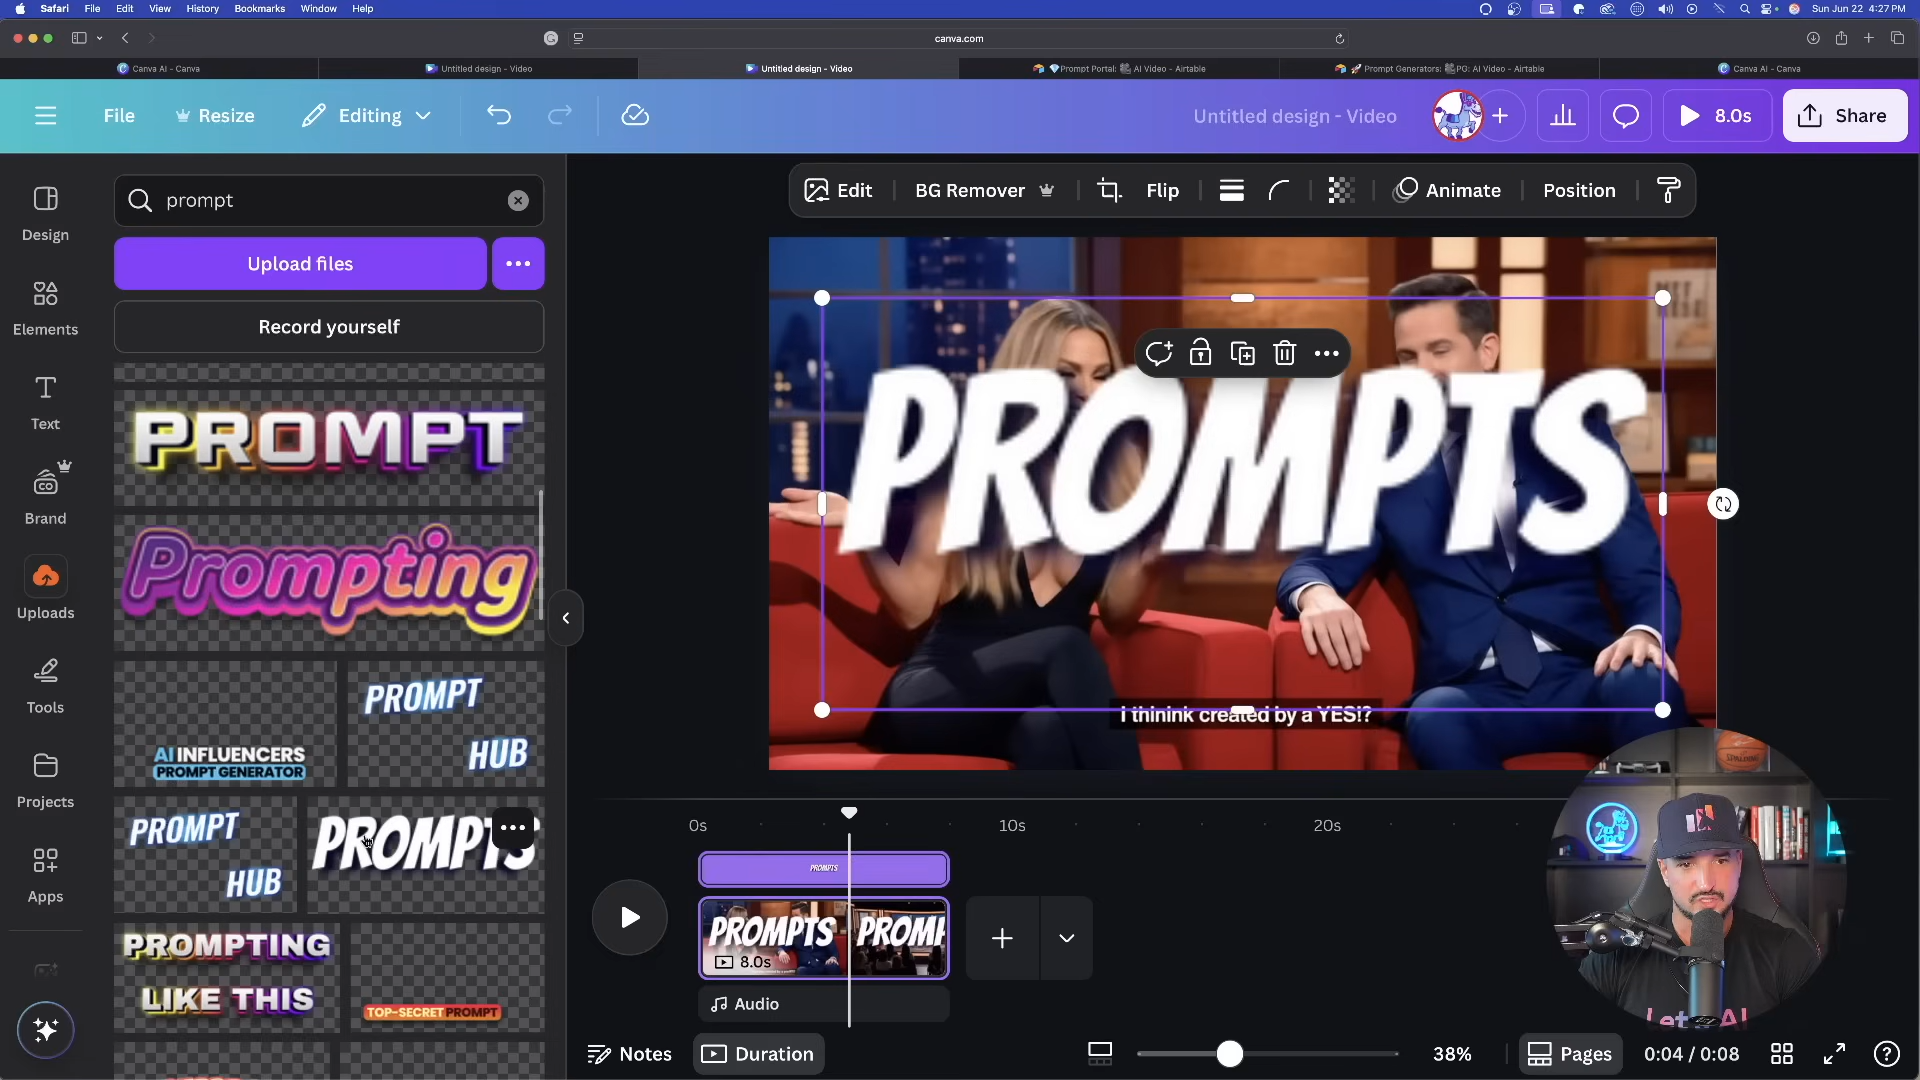 Safari File Edit View History Bookmarks Window Help
Sun Jun 22 4:27 PM
canva.com
Canva AI - Canva
Untitled design - Video
Untitled design - Video
💎Prompt Portal: 🎥 AI Video - Airtable
🚀 Prompt Generators: 🎥PG: AI Video - Airtable
Canva AI - Canva
File
Resize
Editing
Untitled design - Video
8.0s
Share
Design
Elements
Text
Brand
Uploads
Tools
Projects
Apps
prompt
Upload files
Record yourself
PROMPT
Prompting
AI INFLUENCERS
PROMPT GENERATOR
PROMPT
HUB
PROMPT
HUB
PROMPTS
PROMPTING
LIKE THIS
TOP-SECRET PROMPT
Edit
BG Remover
Flip
Animate
Position
PROMPTS
I thinink created by a YES!?
0s
10s
20s
PROMPTS
PROMPTS
PROMP
8.0s
Audio
Let's AI
Notes
Duration
38%
Pages
0:04 / 0:08